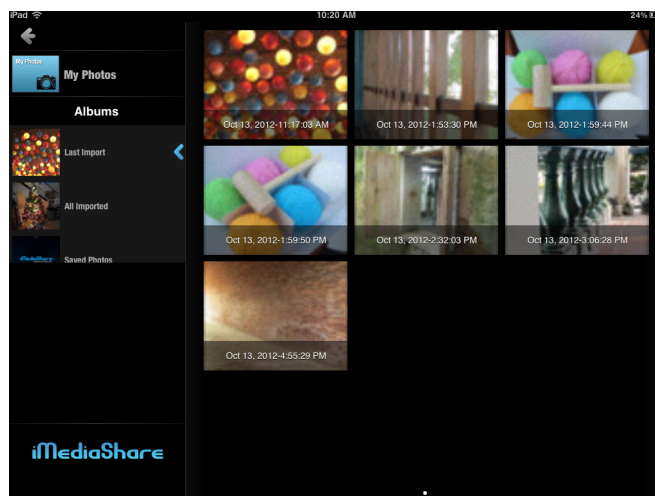 iPad
10:20 AM
24%
My Photos
My Photos
Albums
Last Import
All Imported
iMediaShare
Saved Photos
iMediaShare
Oct 13, 2012-11:17:03 AM
Oct 13, 2012-1:53:30 PM
Oct 13, 2012-1:59:44 PM
Oct 13, 2012-1:59:50 PM
Oct 13, 2012-2:32:03 PM
Oct 13, 2012-3:06:28 PM
Oct 13, 2012-4:55:29 PM